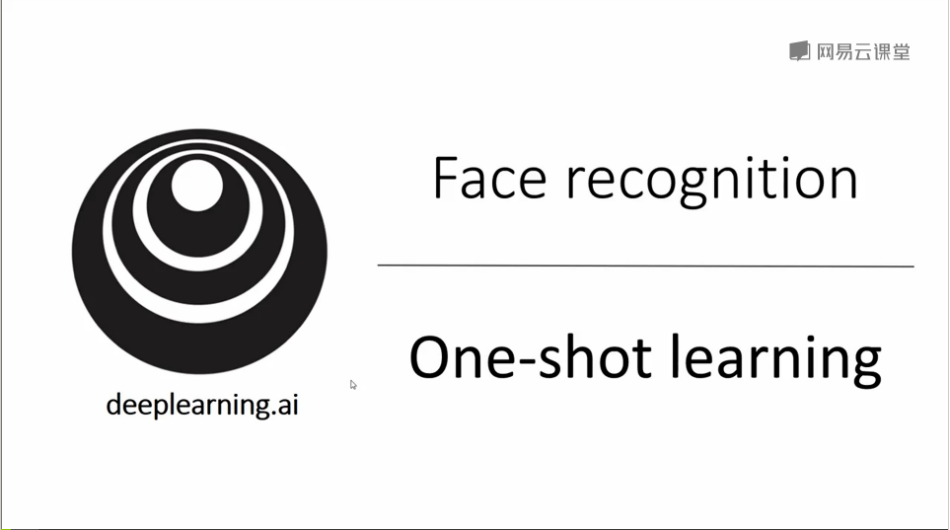 网易云课堂
Face recognition
One-shot learning
deeplearning.ai